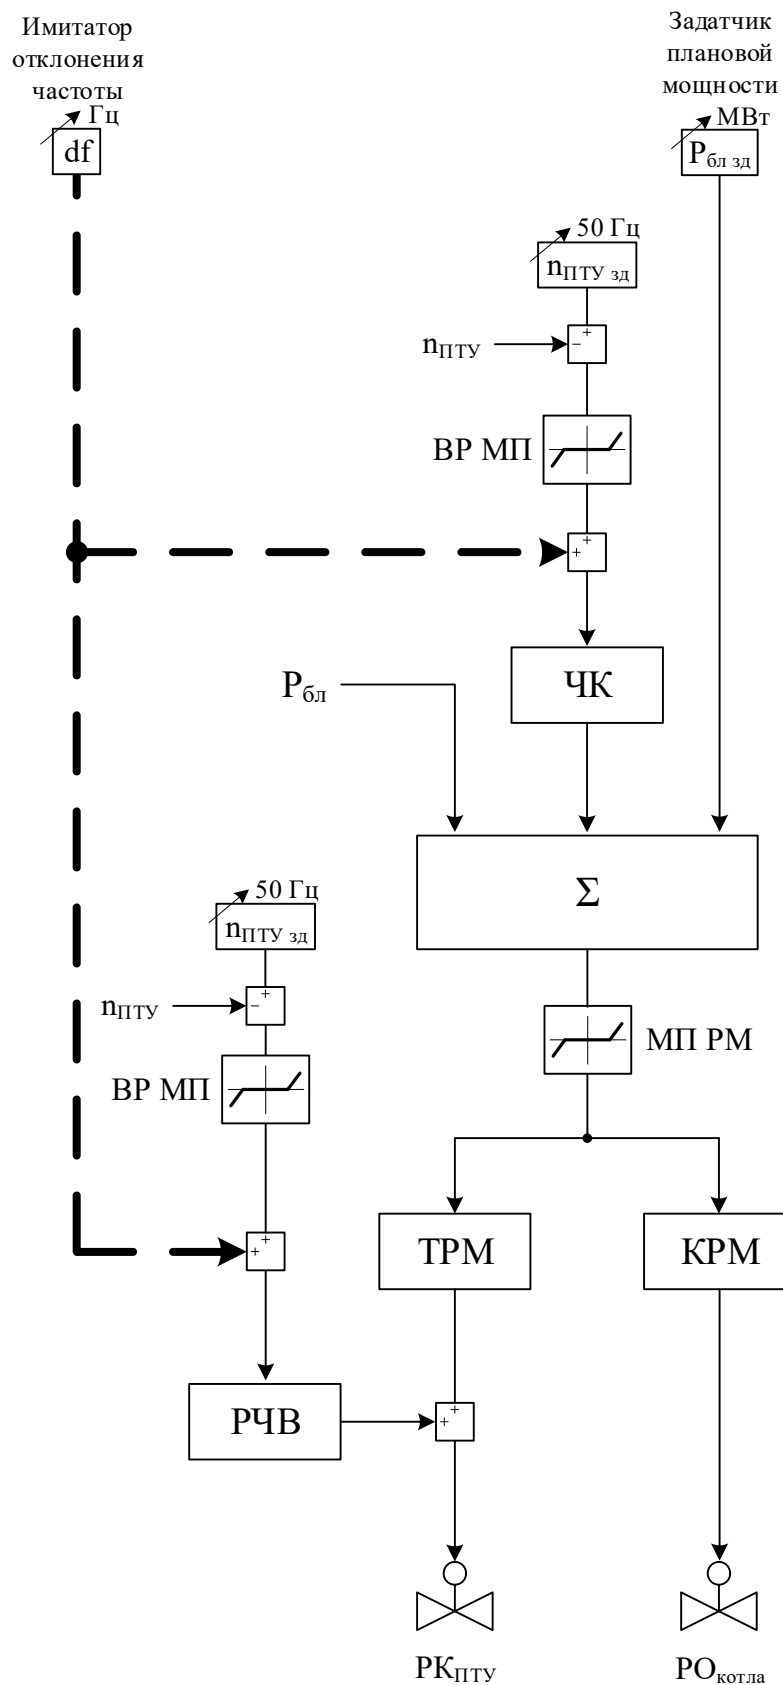 Имитатор
отклонения
частоты
Гц
df
Задатчик
плановой
мощности
МВт
Pбл зд
50 Гц
nПТУ зд
+
nПТУ
−
ВР МП
+
+
Pбл
ЧК
Σ
50 Гц
nПТУ зд
+
nПТУ
−
МП РМ
ВР МП
+
+
ТРМ
КРМ
РЧВ
+
+
РКПТУ
РОкотла